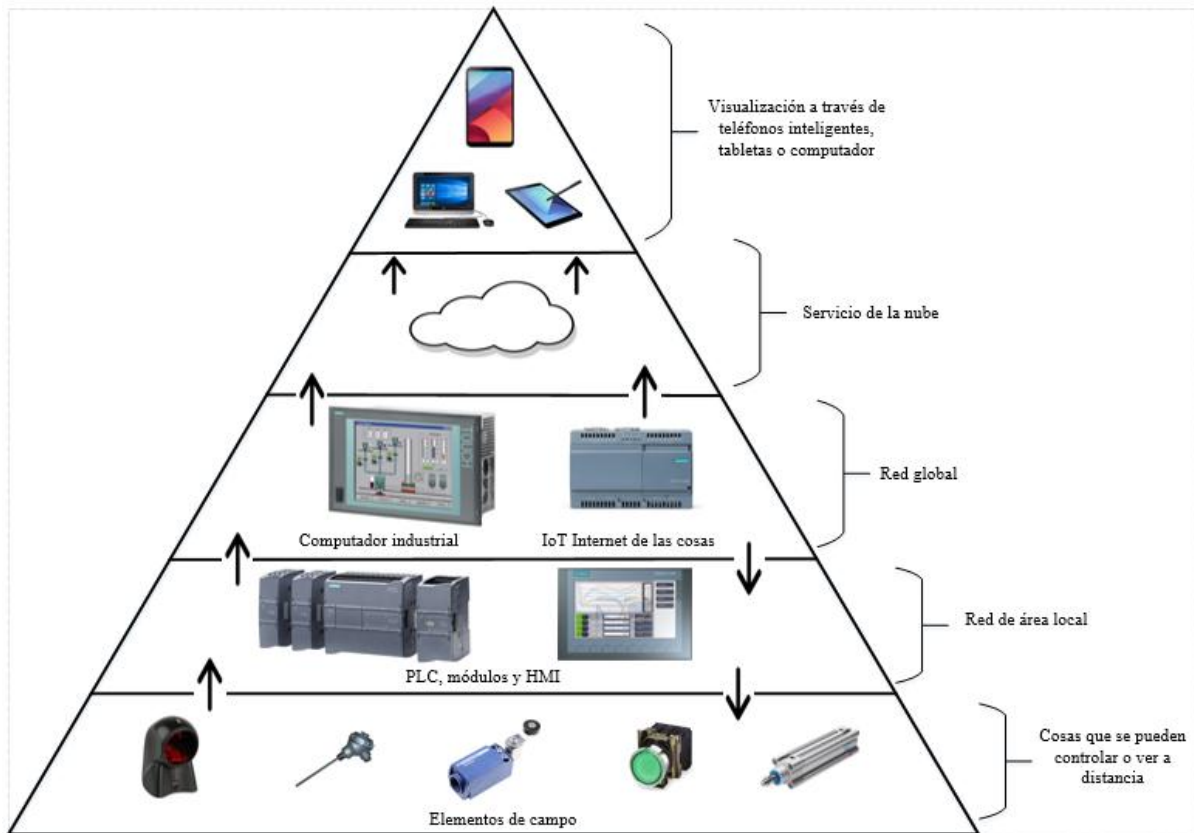 Visualización a través de
teléfonos inteligentes,
tabletas o computador
Servicio de la nube
Red global
Computador industrial
IoT Internet de las cosas
Red de área local
PLC, módulos y HMI
Cosas que se pueden
controlar o ver a
distancia
Elementos de campo